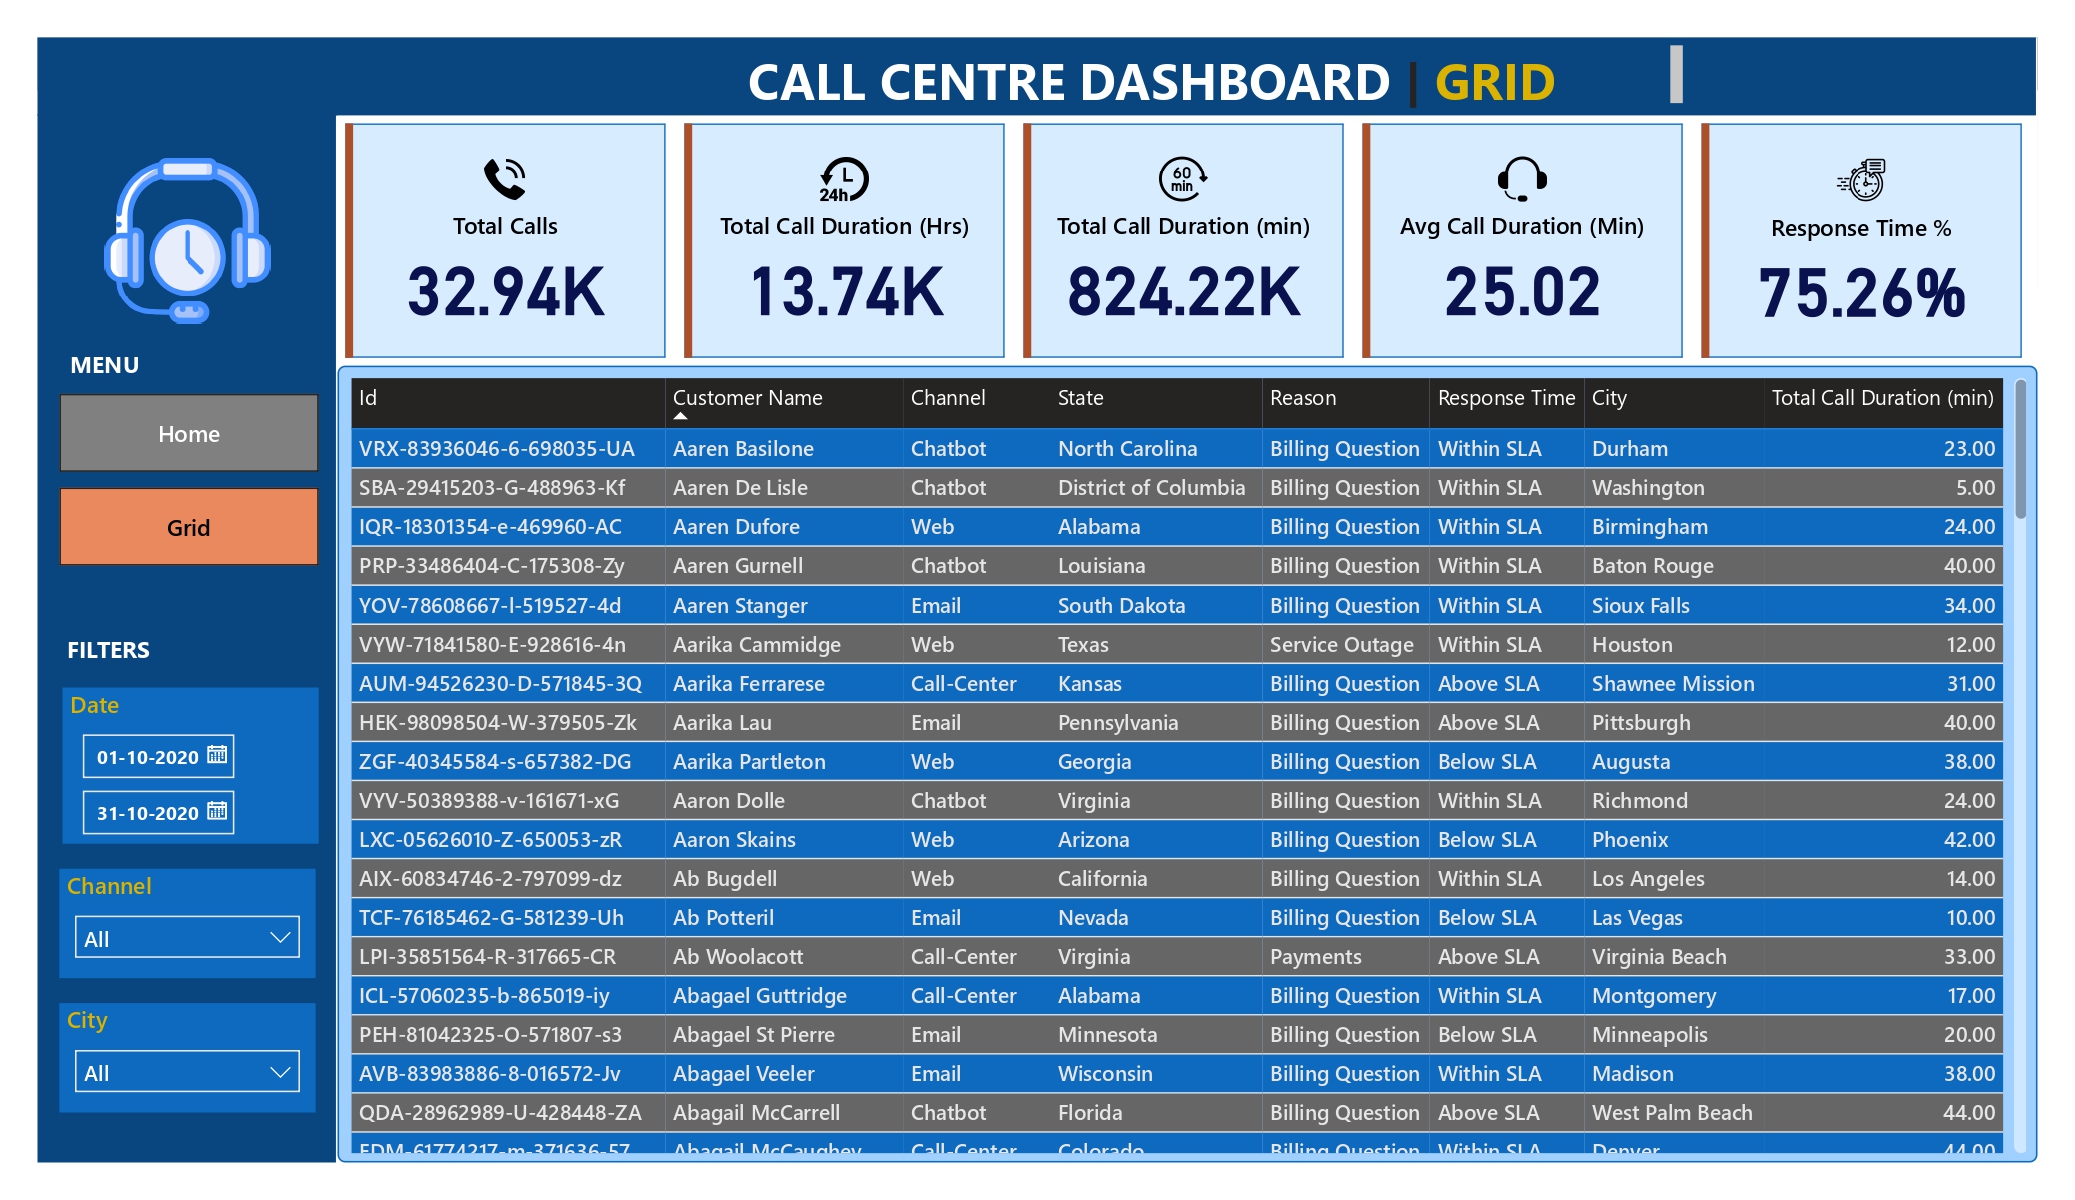 CALL CENTRE DASHBOARD | GRID
Total Calls
32.94K
24h
Total Call Duration (Hrs)
13.74K
60
min
Total Call Duration (min)
824.22K
Avg Call Duration (Min)
25.02
Response Time %
75.26%
MENU
Home
Grid
FILTERS
Date
01-10-2020
31-10-2020
Channel
All
City
All
Id Customer Name Channel State Reason Response Time City Total Call Duration (min)
VRX-83936046-6-698035-UA Aaren Basilone Chatbot North Carolina Billing Question Within SLA Durham 23.00
SBA-29415203-G-488963-Kf Aaren De Lisle Chatbot District of Columbia Billing Question Within SLA Washington 5.00
IQR-18301354-e-469960-AC Aaren Dufore Web Alabama Billing Question Within SLA Birmingham 24.00
PRP-33486404-C-175308-Zy Aaren Gurnell Chatbot Louisiana Billing Question Within SLA Baton Rouge 40.00
YOV-78608667-l-519527-4d Aaren Stanger Email South Dakota Billing Question Within SLA Sioux Falls 34.00
VYW-71841580-E-928616-4n Aarika Cammidge Web Texas Service Outage Within SLA Houston 12.00
AUM-94526230-D-571845-3Q Aarika Ferrarese Call-Center Kansas Billing Question Above SLA Shawnee Mission 31.00
HEK-98098504-W-379505-Zk Aarika Lau Email Pennsylvania Billing Question Above SLA Pittsburgh 40.00
ZGF-40345584-s-657382-DG Aarika Partleton Web Georgia Billing Question Below SLA Augusta 38.00
VYV-50389388-v-161671-xG Aaron Dolle Chatbot Virginia Billing Question Within SLA Richmond 24.00
LXC-05626010-Z-650053-zR Aaron Skains Web Arizona Billing Question Below SLA Phoenix 42.00
AIX-60834746-2-797099-dz Ab Bugdell Web California Billing Question Within SLA Los Angeles 14.00
TCF-76185462-G-581239-Uh Ab Potteril Email Nevada Billing Question Below SLA Las Vegas 10.00
LPI-35851564-R-317665-CR Ab Woolacott Call-Center Virginia Payments Above SLA Virginia Beach 33.00
ICL-57060235-b-865019-iy Abagael Guttridge Call-Center Alabama Billing Question Within SLA Montgomery 17.00
PEH-81042325-O-571807-s3 Abagael St Pierre Email Minnesota Billing Question Below SLA Minneapolis 20.00
AVB-83983886-8-016572-Jv Abagael Veeler Email Wisconsin Billing Question Within SLA Madison 38.00
QDA-28962989-U-428448-ZA Abagail McCarrell Chatbot Florida Billing Question Above SLA West Palm Beach 44.00
Abagail McCaughey Call-Center Colorado Billing Question Within SLA Denver 44.00